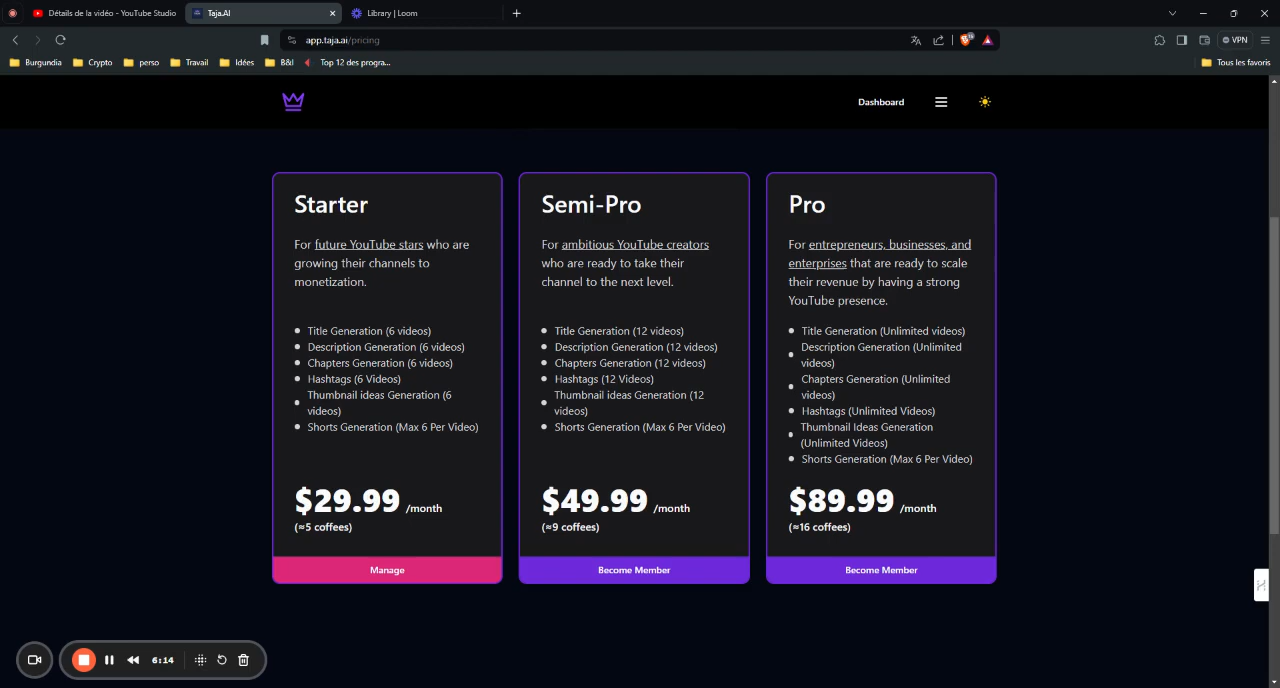 Détails de la vidéo - YouTube Studio
Taja.AI
Library | Loom
app.taja.ai/pricing
VPN
Burgundia
Crypto
perso
Travail
Idées
B&I
Top 12 des progra...
Tous les favoris
Dashboard
Starter
For future YouTube stars who are
growing their channels to
monetization.
Title Generation (6 videos)
Description Generation (6 videos)
Chapters Generation (6 videos)
Hashtags (6 Videos)
Thumbnail ideas Generation (6
videos)
Shorts Generation (Max 6 Per Video)
$29.99 /month
(≈5 coffees)
Manage
Semi-Pro
For ambitious YouTube creators
who are ready to take their
channel to the next level.
Title Generation (12 videos)
Description Generation (12 videos)
Chapters Generation (12 videos)
Hashtags (12 Videos)
Thumbnail ideas Generation (12
videos)
Shorts Generation (Max 6 Per Video)
$49.99 /month
(≈9 coffees)
Become Member
Pro
For entrepreneurs, businesses, and
enterprises that are ready to scale
their revenue by having a strong
YouTube presence.
Title Generation (Unlimited videos)
Description Generation (Unlimited
videos)
Chapters Generation (Unlimited
videos)
Hashtags (Unlimited Videos)
Thumbnail Ideas Generation
(Unlimited Videos)
Shorts Generation (Max 6 Per Video)
$89.99 /month
(≈16 coffees)
Become Member
6:14